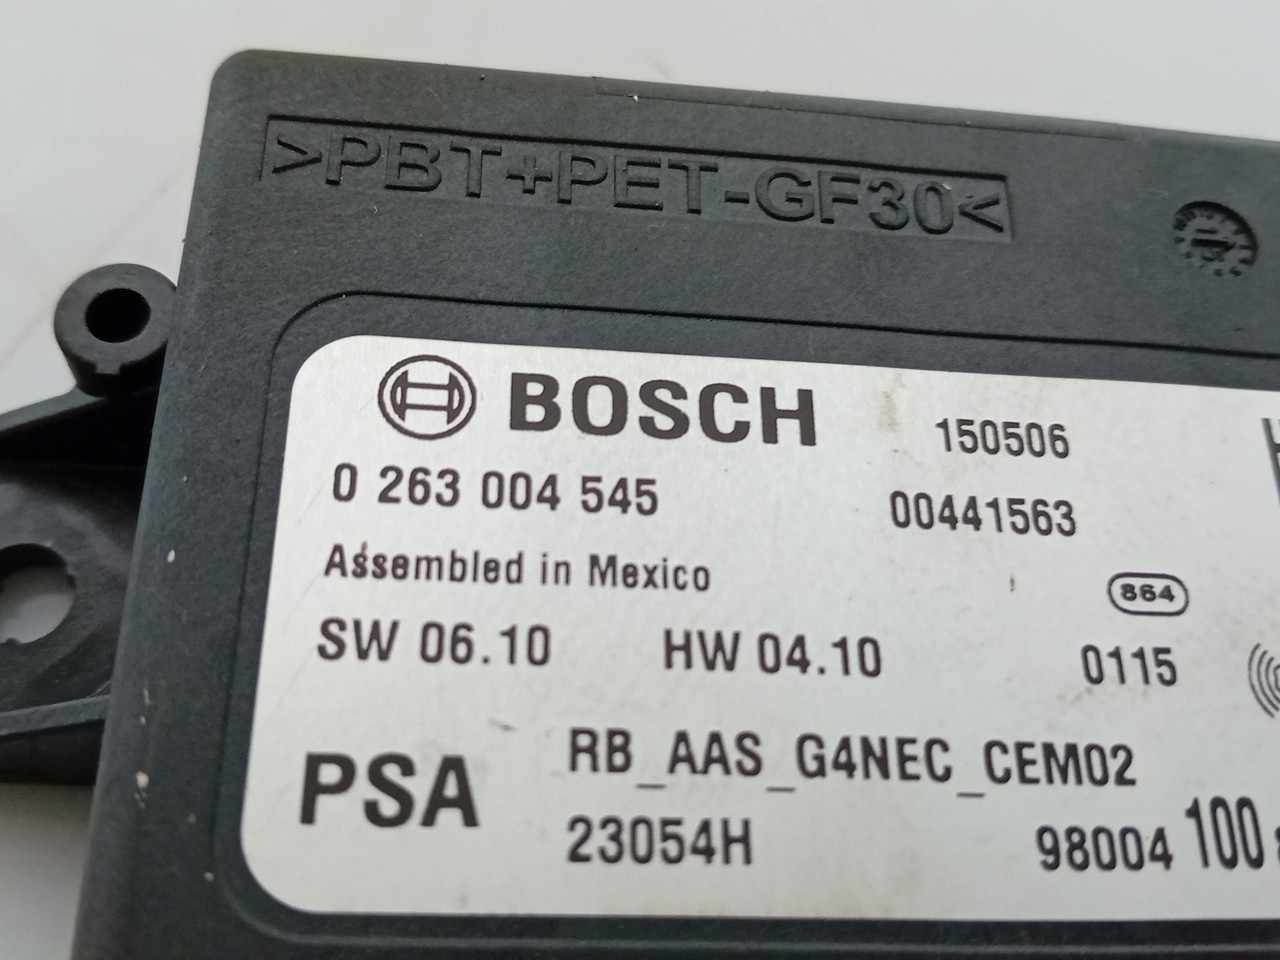 >PBT+PET-GF30<
BOSCH 150506
0 263 004 545 00441563
Assembled in Mexico
864
SW 06.10 HW 04.10 0115
PSA RB_AAS_G4NEC_CEM02
23054H 98004 100